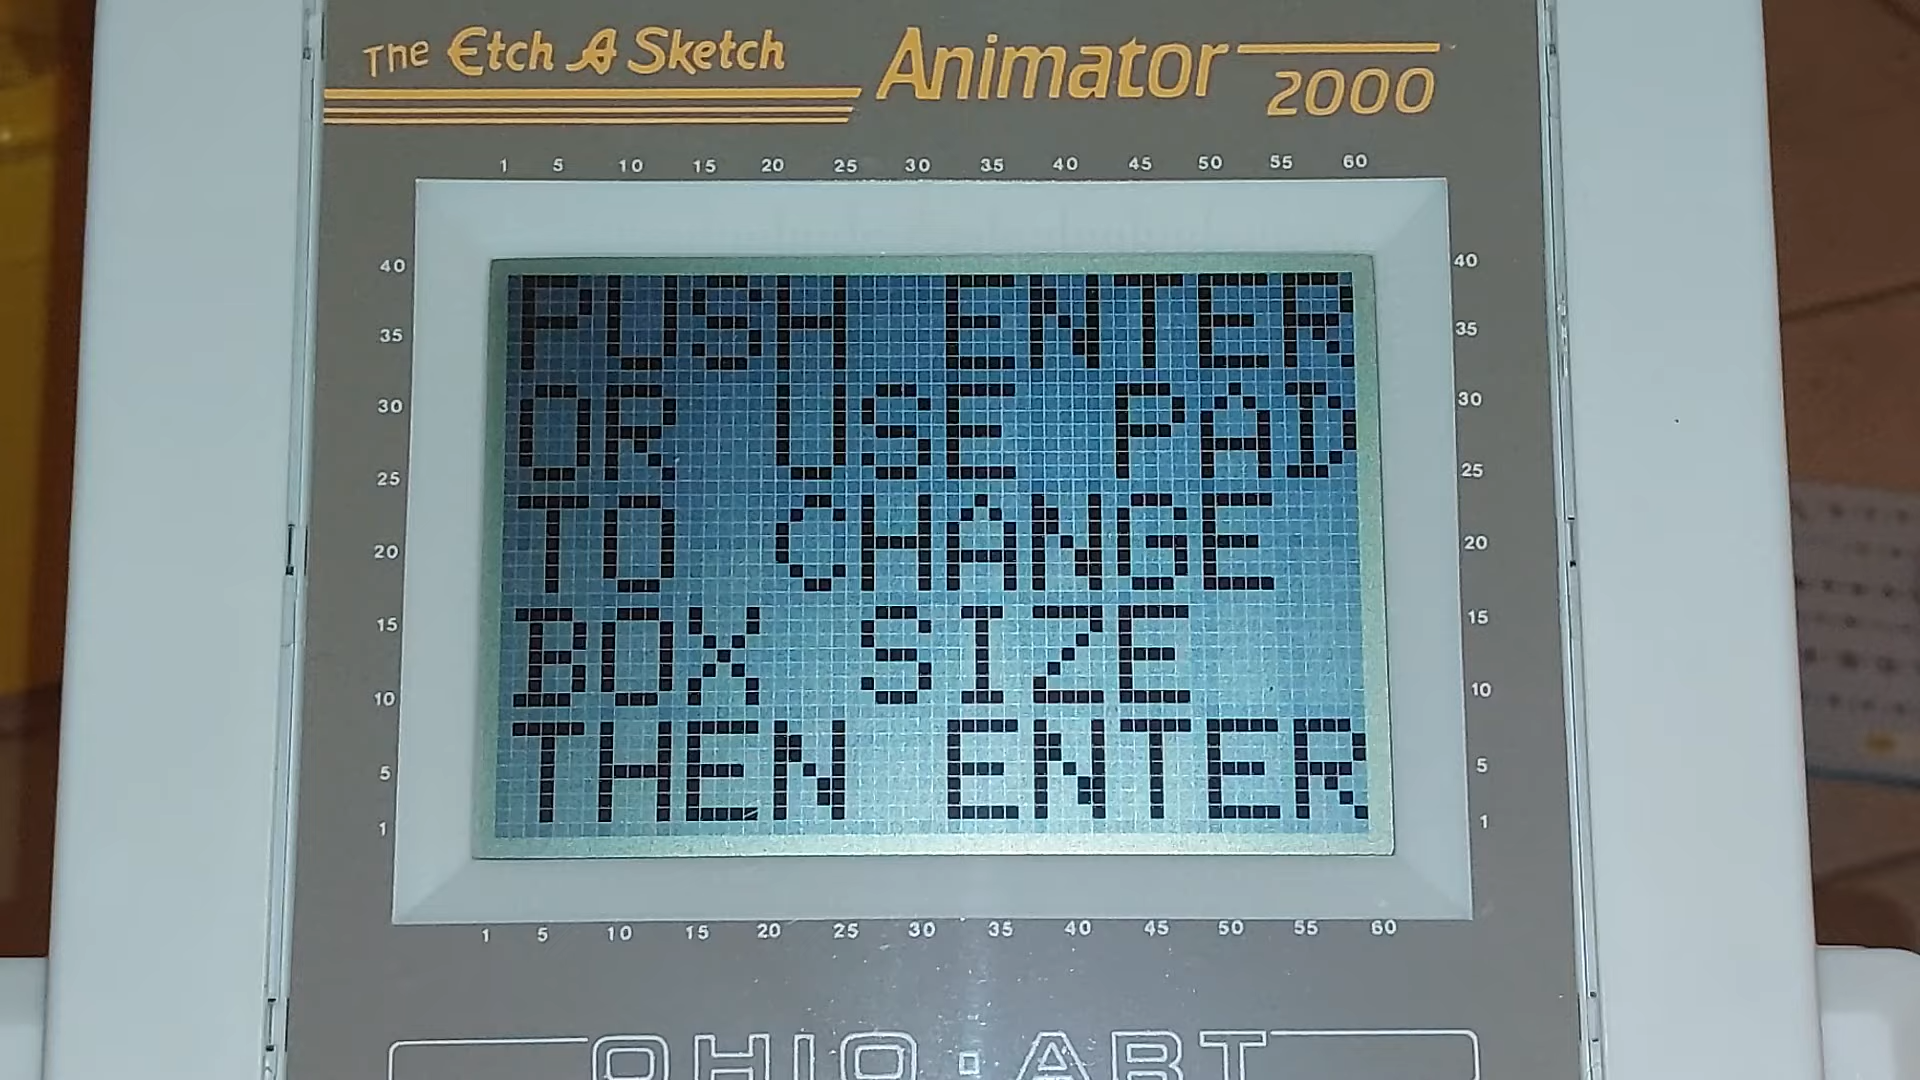 The Etch A Sketch Animator 2000
1 5 10 15 20 25 30 35 40 45 50 55 60
40 40
35 35
30 30
25 25
20 20
15 15
10 10
5 5
1 1
PUSH ENTER
OR USE PAD
TO CHANGE
BOX SIZE
THEN ENTER
1 5 10 15 20 25 30 35 40 45 50 55 60
OHIO·ART